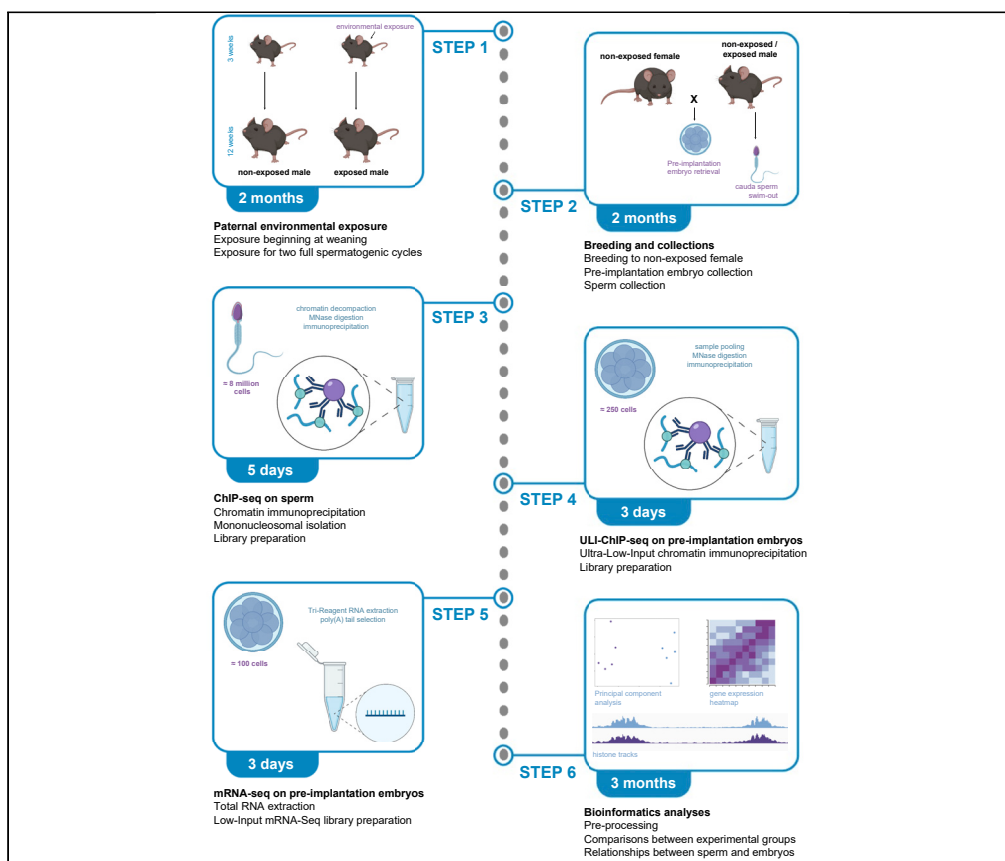 environmental exposure
3 weeks
12 weeks
non-exposed male
exposed male
STEP 1
2 months
Paternal environmental exposure
Exposure beginning at weaning
Exposure for two full spermatogenic cycles
non-exposed female
non-exposed /
exposed male
X
Pre-implantation
embryo retrieval
cauda sperm
swim-out
STEP 2
2 months
Breeding and collections
Breeding to non-exposed female
Pre-implantation embryo collection
Sperm collection
chromatin decompaction
MNase digestion
immunoprecipitation
≈ 8 million
cells
STEP 3
5 days
ChIP-seq on sperm
Chromatin immunoprecipitation
Mononucleosomal isolation
Library preparation
sample pooling
MNase digestion
immunoprecipitation
≈ 250 cells
STEP 4
3 days
ULI-ChIP-seq on pre-implantation embryos
Ultra-Low-Input chromatin immunoprecipitation
Library preparation
Tri-Reagent RNA extraction
poly(A) tail selection
≈ 100 cells
STEP 5
3 days
mRNA-seq on pre-implantation embryos
Total RNA extraction
Low-Input mRNA-Seq library preparation
Principal component
analysis
gene expression
heatmap
histone tracks
STEP 6
3 months
Bioinformatics analyses
Pre-processing
Comparisons between experimental groups
Relationships between sperm and embryos